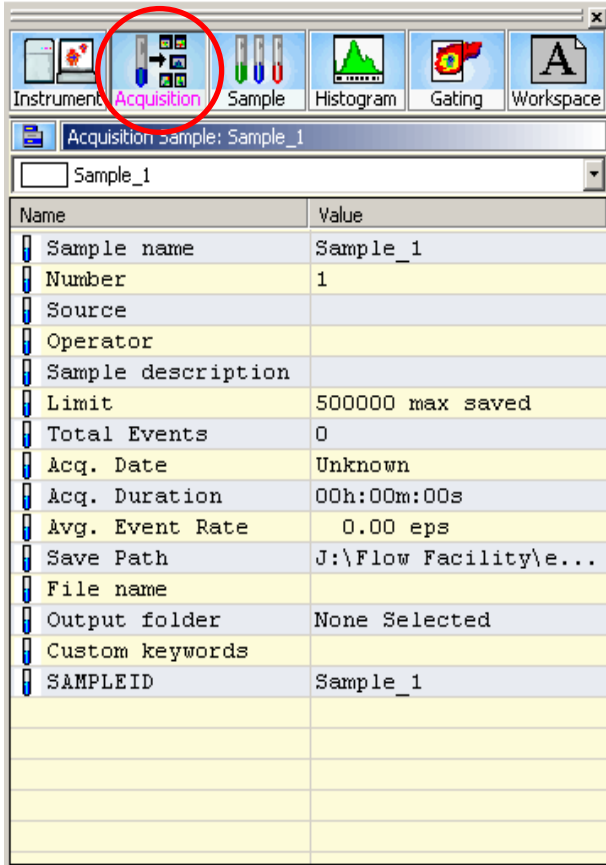 Instrument Acquisition Sample Histogram Gating Workspace
A
Acquisition Sample: Sample_1
Sample_1
Name Value
Sample name Sample_1
Number 1
Source
Operator
Sample description
Limit 500000 max saved
Total Events 0
Acq. Date Unknown
Acq. Duration 00h:00m:00s
Avg. Event Rate 0.00 eps
Save Path J:\Flow Facility\e...
File name
Output folder None Selected
Custom keywords
SAMPLEID Sample_1